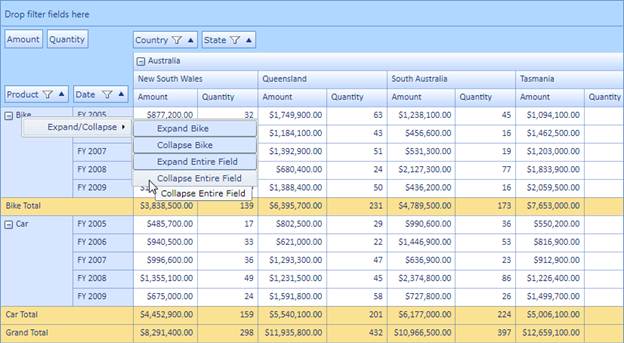 Drop filter fields here
Amount Quantity Country State
Australia
New South Wales Queensland South Australia Tasmania
Product Date Amount Quantity Amount Quantity Amount Quantity Amount Quantity
Bike FY 2005 $877,200.00 32 $1,749,900.00 63 $1,238,100.00 45 $1,094,100.00
Expand/Collapse Expand Bike $1,184,100.00 43 $456,600.00 16 $1,462,500.00
FY 2007 Collapse Bike $1,392,900.00 51 $531,300.00 19 $1,203,000.00
Expand Entire Field
FY 2008 $680,400.00 24 $2,127,300.00 77 $1,833,900.00
Collapse Entire Field
FY 2009 $1,388,400.00 50 $436,200.00 16 $2,059,500.00
Collapse Entire Field
Bike Total $3,838,500.00 139 $6,395,700.00 231 $4,789,500.00 173 $7,653,000.00
Car FY 2005 $485,700.00 17 $802,500.00 29 $990,600.00 36 $550,200.00
FY 2006 $940,500.00 33 $621,000.00 22 $1,446,900.00 53 $816,900.00
FY 2007 $996,600.00 36 $1,293,300.00 47 $636,900.00 23 $912,900.00
FY 2008 $1,355,100.00 49 $1,231,500.00 45 $2,374,800.00 86 $1,226,400.00
FY 2009 $675,000.00 24 $1,591,800.00 58 $727,800.00 26 $1,499,700.00
Car Total $4,452,900.00 159 $5,540,100.00 201 $6,177,000.00 224 $5,006,100.00
Grand Total $8,291,400.00 298 $11,935,800.00 432 $10,966,500.00 397 $12,659,100.00